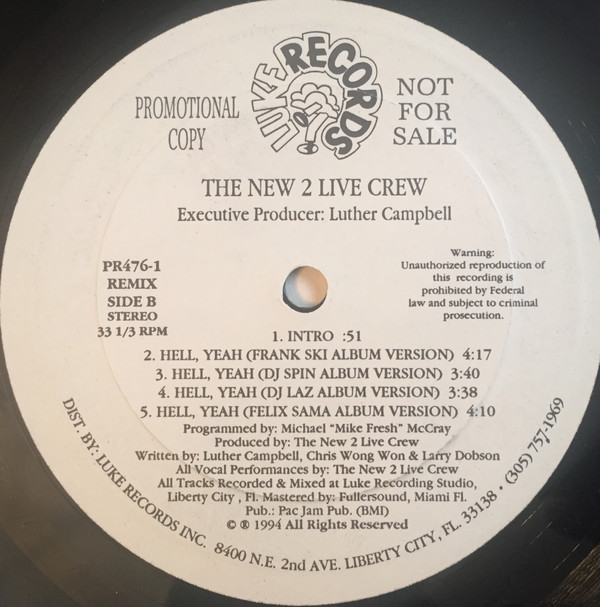 LUKE RECORDS
PROMOTIONAL
COPY
NOT
FOR
SALE
THE NEW 2 LIVE CREW
Executive Producer: Luther Campbell
PR476-1
REMIX
SIDE B
STEREO
33 1/3 RPM
Warning:
Unauthorized reproduction of
this recording is
prohibited by Federal
law and subject to criminal
prosecution.
1. INTRO :51
2. HELL, YEAH (FRANK SKI ALBUM VERSION) 4:17
3. HELL, YEAH (DJ SPIN ALBUM VERSION) 3:40
4. HELL, YEAH (DJ LAZ ALBUM VERSION) 3:38
5. HELL, YEAH (FELIX SAMA ALBUM VERSION) 4:10
Programmed by: Michael "Mike Fresh" McCray
Produced by: The New 2 Live Crew
Written by: Luther Campbell, Chris Wong Won & Larry Dobson
All Vocal Performances by: The New 2 Live Crew
All Tracks Recorded & Mixed at Luke Recording Studio,
Liberty City , Fl. Mastered by: Fullersound, Miami Fl.
Pub.: Pac Jam Pub. (BMI)
© ® 1994 All Rights Reserved
DIST. BY: LUKE RECORDS INC. 8400 N.E. 2nd AVE. LIBERTY CITY, FL. 33138 • (305) 757-1969